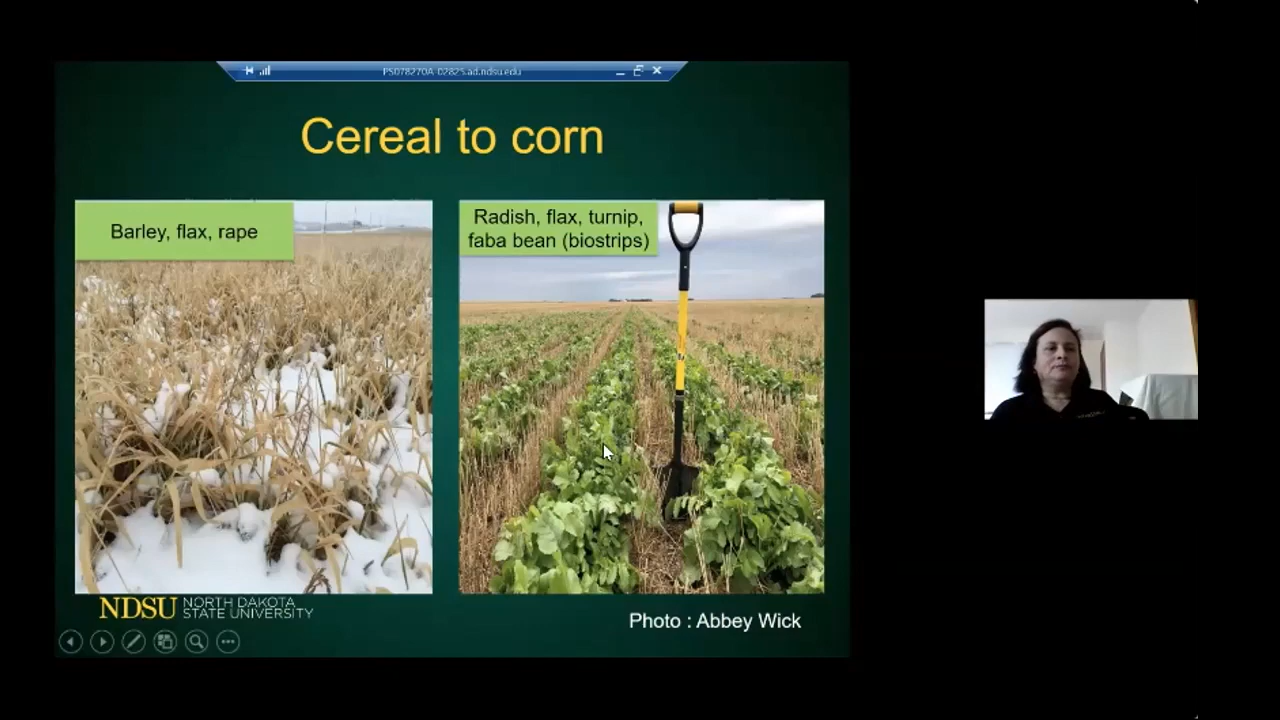 PS078270A-02825.ad.ndsu.edu
Cereal to corn
Barley, flax, rape
Radish, flax, turnip,
faba bean (biostrips)
NDSU NORTH DAKOTA
STATE UNIVERSITY
Photo : Abbey Wick